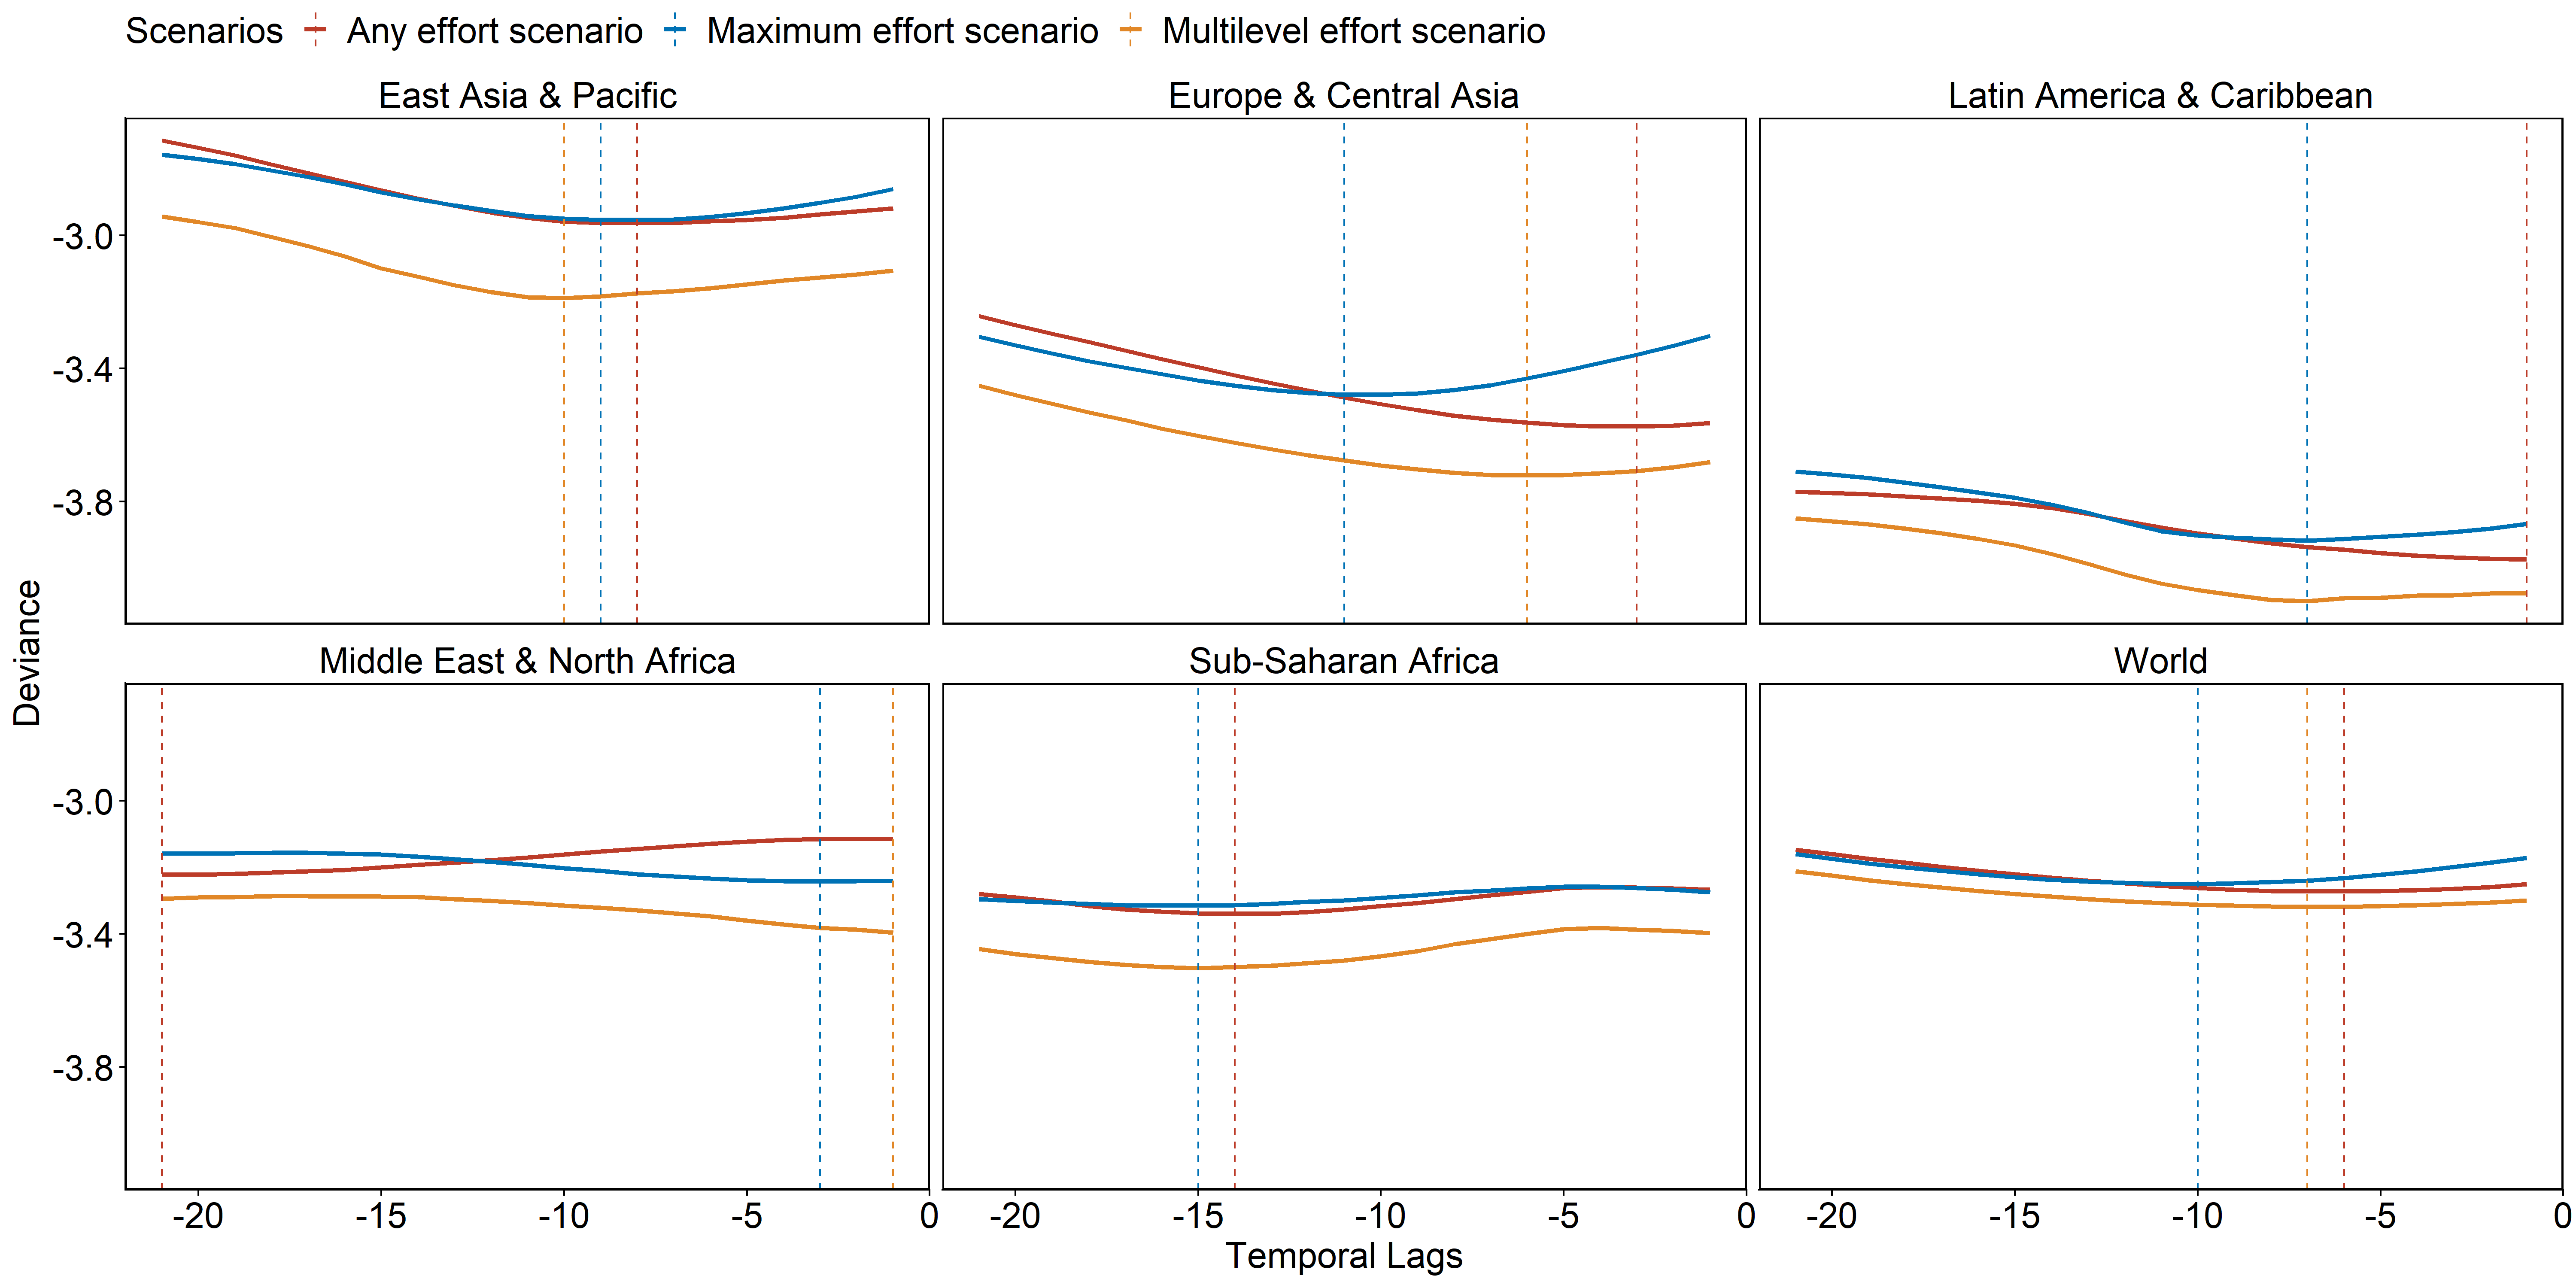 Scenarios Any effort scenario Maximum effort scenario Multilevel effort scenario
East Asia & Pacific Europe & Central Asia Latin America & Caribbean
-3.0
-3.4
-3.8
Deviance
Middle East & North Africa Sub-Saharan Africa World
-3.0
-3.4
-3.8
-20 -15 -10 -5 0 -20 -15 -10 -5 0 -20 -15 -10 -5 0
Temporal Lags